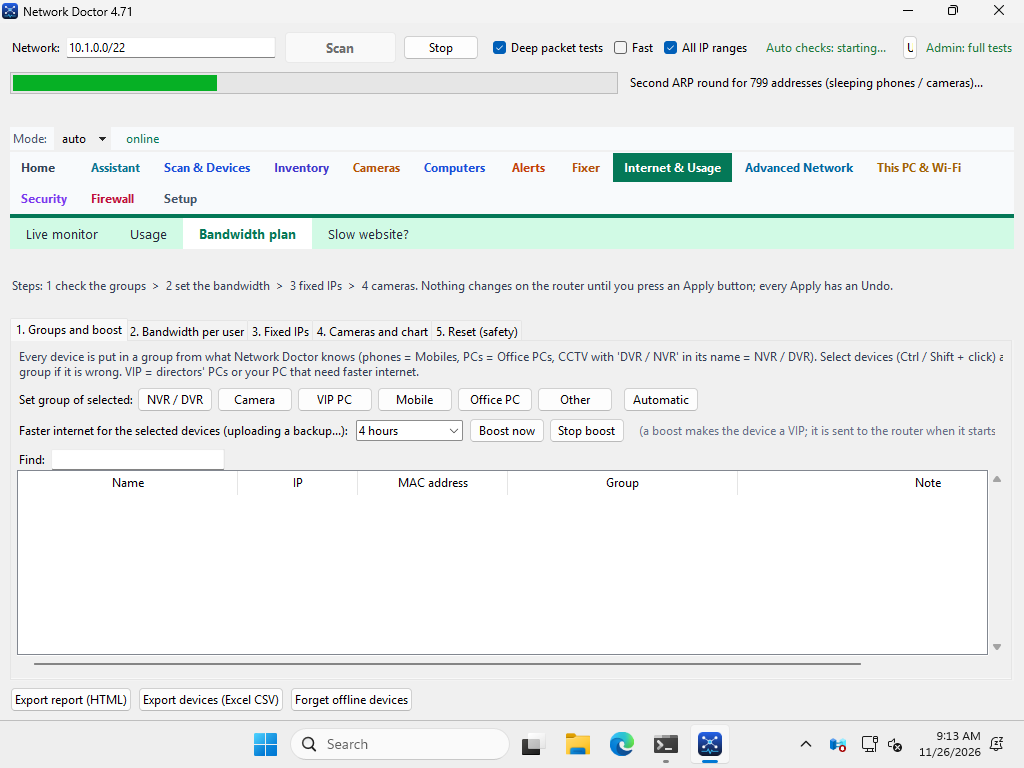 Network Doctor 4.71
Network: 10.1.0.0/22 Scan Stop Deep packet tests Fast All IP ranges Auto checks: starting... U Admin: full tests
Second ARP round for 799 addresses (sleeping phones / cameras)...
Mode: auto online
Home Assistant Scan & Devices Inventory Cameras Computers Alerts Fixer Internet & Usage Advanced Network This PC & Wi-Fi
Security Firewall Setup
Live monitor Usage Bandwidth plan Slow website?
Steps: 1 check the groups > 2 set the bandwidth > 3 fixed IPs > 4 cameras. Nothing changes on the router until you press an Apply button; every Apply has an Undo.
1. Groups and boost 2. Bandwidth per user 3. Fixed IPs 4. Cameras and chart 5. Reset (safety)
Every device is put in a group from what Network Doctor knows (phones = Mobiles, PCs = Office PCs, CCTV with 'DVR / NVR' in its name = NVR / DVR). Select devices (Ctrl / Shift + click) a
group if it is wrong. VIP = directors' PCs or your PC that need faster internet.
Set group of selected: NVR / DVR Camera VIP PC Mobile Office PC Other Automatic
Faster internet for the selected devices (uploading a backup...): 4 hours Boost now Stop boost (a boost makes the device a VIP; it is sent to the router when it starts
Find:
Name IP MAC address Group Note
Export report (HTML) Export devices (Excel CSV) Forget offline devices
Search
9:13 AM
11/26/2026